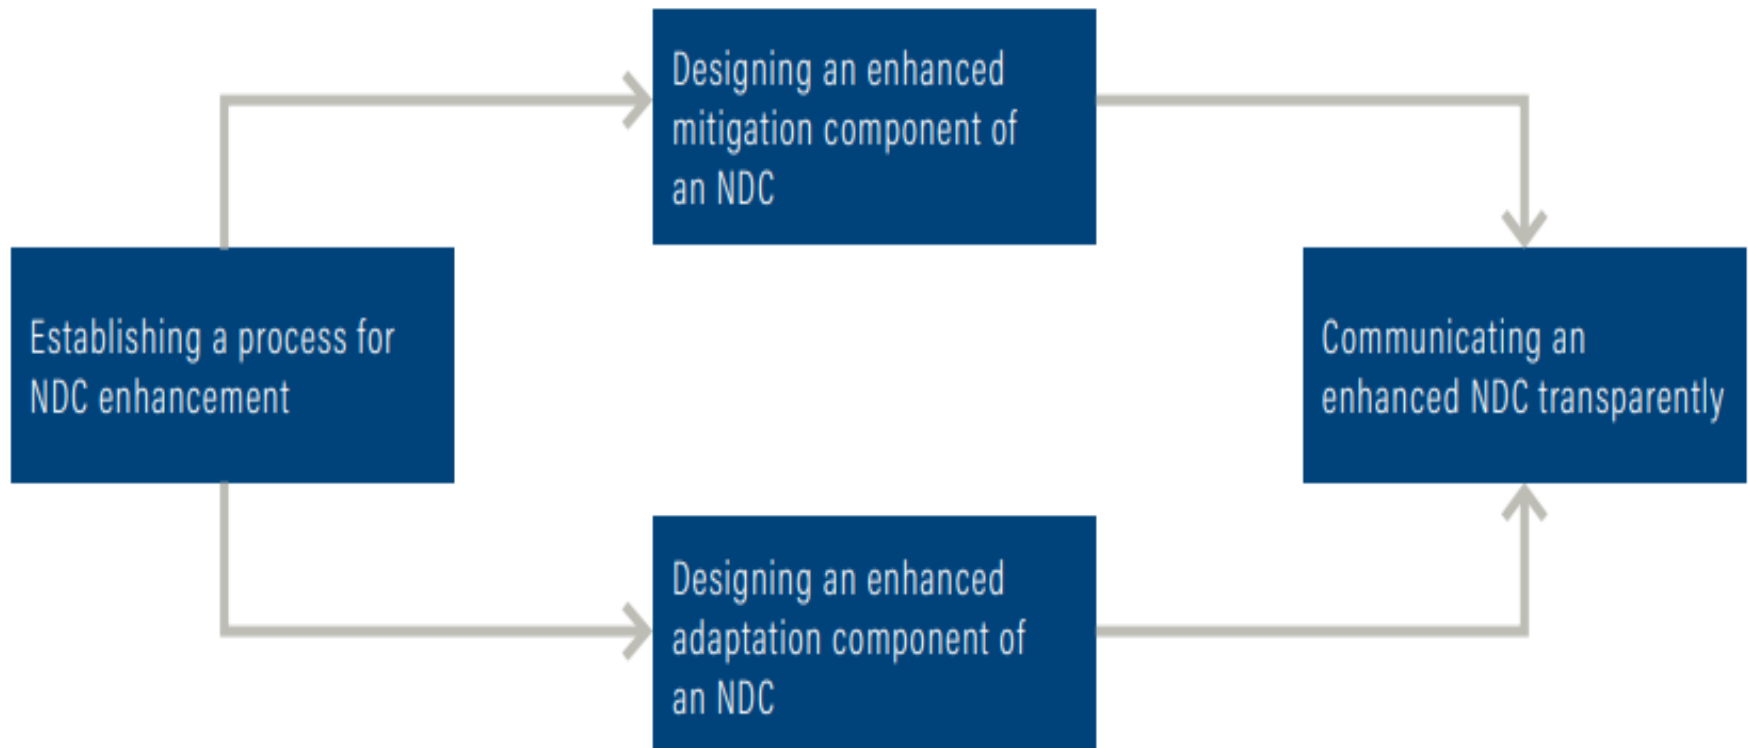 Designing an enhanced
mitigation component of
an NDC
Establishing a process for
NDC enhancement
Communicating an
enhanced NDC transparently
Designing an enhanced
adaptation component of
an NDC